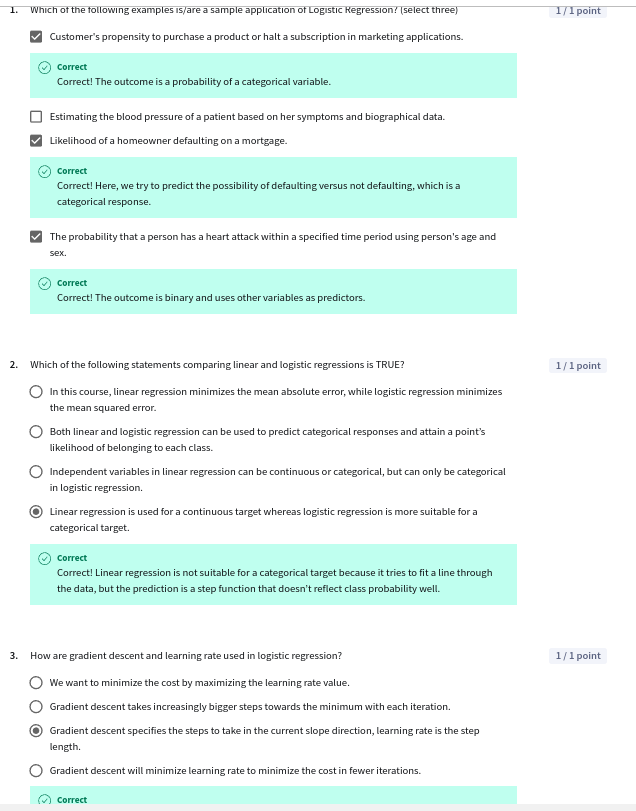 1. Which of the following examples is/are a sample application of Logistic Regression? (select three)
1 / 1 point
Customer's propensity to purchase a product or halt a subscription in marketing applications.
Correct
Correct! The outcome is a probability of a categorical variable.
Estimating the blood pressure of a patient based on her symptoms and biographical data.
Likelihood of a homeowner defaulting on a mortgage.
Correct
Correct! Here, we try to predict the possibility of defaulting versus not defaulting, which is a
categorical response.
The probability that a person has a heart attack within a specified time period using person's age and
sex.
Correct
Correct! The outcome is binary and uses other variables as predictors.
2. Which of the following statements comparing linear and logistic regressions is TRUE?
1 / 1 point
In this course, linear regression minimizes the mean absolute error, while logistic regression minimizes
the mean squared error.
Both linear and logistic regression can be used to predict categorical responses and attain a point's
likelihood of belonging to each class.
Independent variables in linear regression can be continuous or categorical, but can only be categorical
in logistic regression.
Linear regression is used for a continuous target whereas logistic regression is more suitable for a
categorical target.
Correct
Correct! Linear regression is not suitable for a categorical target because it tries to fit a line through
the data, but the prediction is a step function that doesn't reflect class probability well.
3. How are gradient descent and learning rate used in logistic regression?
1 / 1 point
We want to minimize the cost by maximizing the learning rate value.
Gradient descent takes increasingly bigger steps towards the minimum with each iteration.
Gradient descent specifies the steps to take in the current slope direction, learning rate is the step
length.
Gradient descent will minimize learning rate to minimize the cost in fewer iterations.
Correct